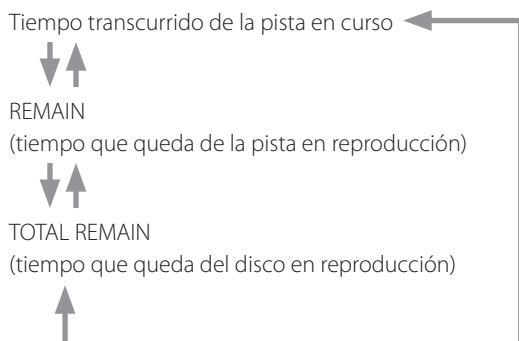 Tiempo transcurrido de la pista en curso
REMAIN
(tiempo que queda de la pista en reproducción)
TOTAL REMAIN
(tiempo que queda del disco en reproducción)